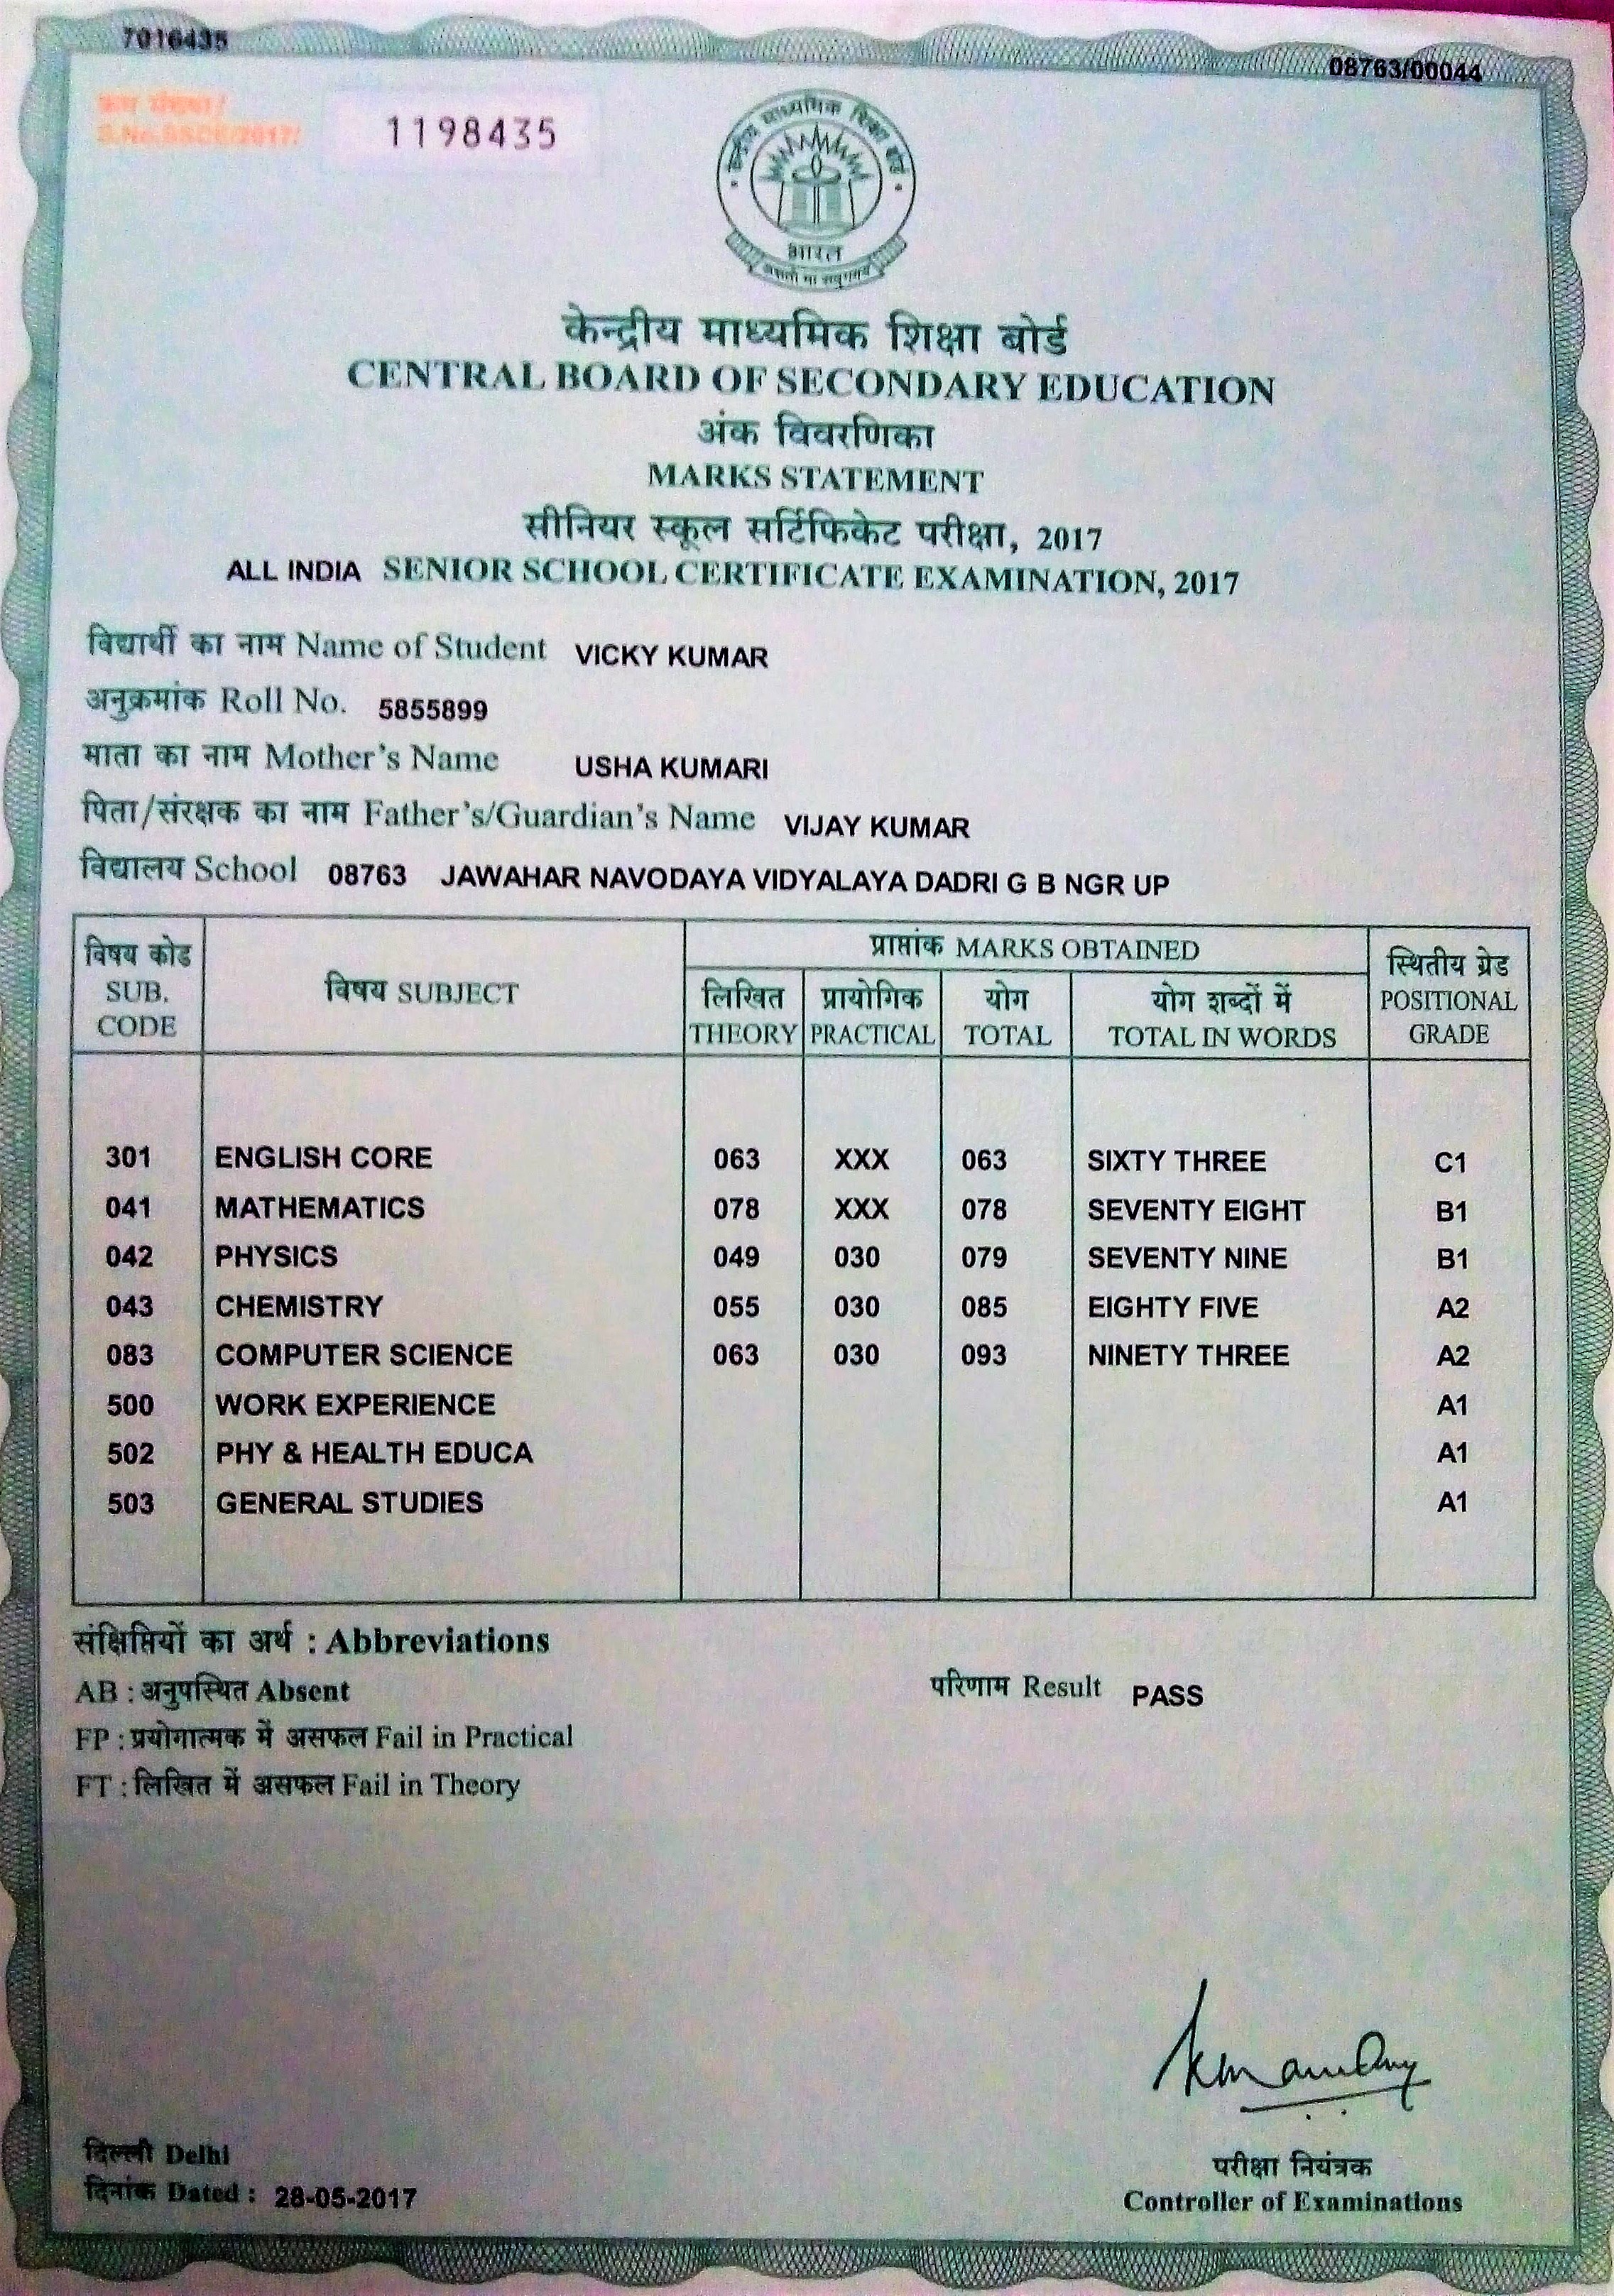 7016435
08763/00044
क्रम संख्या/
S.No.SSCE/2017/ 1198435
केन्द्रीय माध्यमिक शिक्षा बोर्ड
भारत
असतो मा सद्गमय
केन्द्रीय माध्यमिक शिक्षा बोर्ड
CENTRAL BOARD OF SECONDARY EDUCATION
अंक विवरणिका
MARKS STATEMENT
सीनियर स्कूल सर्टिफिकेट परीक्षा, 2017
ALL INDIA SENIOR SCHOOL CERTIFICATE EXAMINATION, 2017
विद्यार्थी का नाम Name of Student VICKY KUMAR
अनुक्रमांक Roll No. 5855899
माता का नाम Mother's Name USHA KUMARI
पिता/संरक्षक का नाम Father's/Guardian's Name VIJAY KUMAR
विद्यालय School 08763 JAWAHAR NAVODAYA VIDYALAYA DADRI G B NGR UP
विषय कोड SUB. CODE
विषय SUBJECT
प्राप्तांक MARKS OBTAINED
लिखित THEORY
प्रायोगिक PRACTICAL
योग TOTAL
योग शब्दों में TOTAL IN WORDS
स्थितीय ग्रेड POSITIONAL GRADE
301 ENGLISH CORE 063 XXX 063 SIXTY THREE C1
041 MATHEMATICS 078 XXX 078 SEVENTY EIGHT B1
042 PHYSICS 049 030 079 SEVENTY NINE B1
043 CHEMISTRY 055 030 085 EIGHTY FIVE A2
083 COMPUTER SCIENCE 063 030 093 NINETY THREE A2
500 WORK EXPERIENCE A1
502 PHY & HEALTH EDUCA A1
503 GENERAL STUDIES A1
संक्षिप्तियों का अर्थ : Abbreviations
AB : अनुपस्थित Absent
परिणाम Result PASS
FP : प्रयोगात्मक में असफल Fail in Practical
FT : लिखित में असफल Fail in Theory
दिल्ली Delhi
दिनांक Dated : 28-05-2017
परीक्षा नियंत्रक
Controller of Examinations